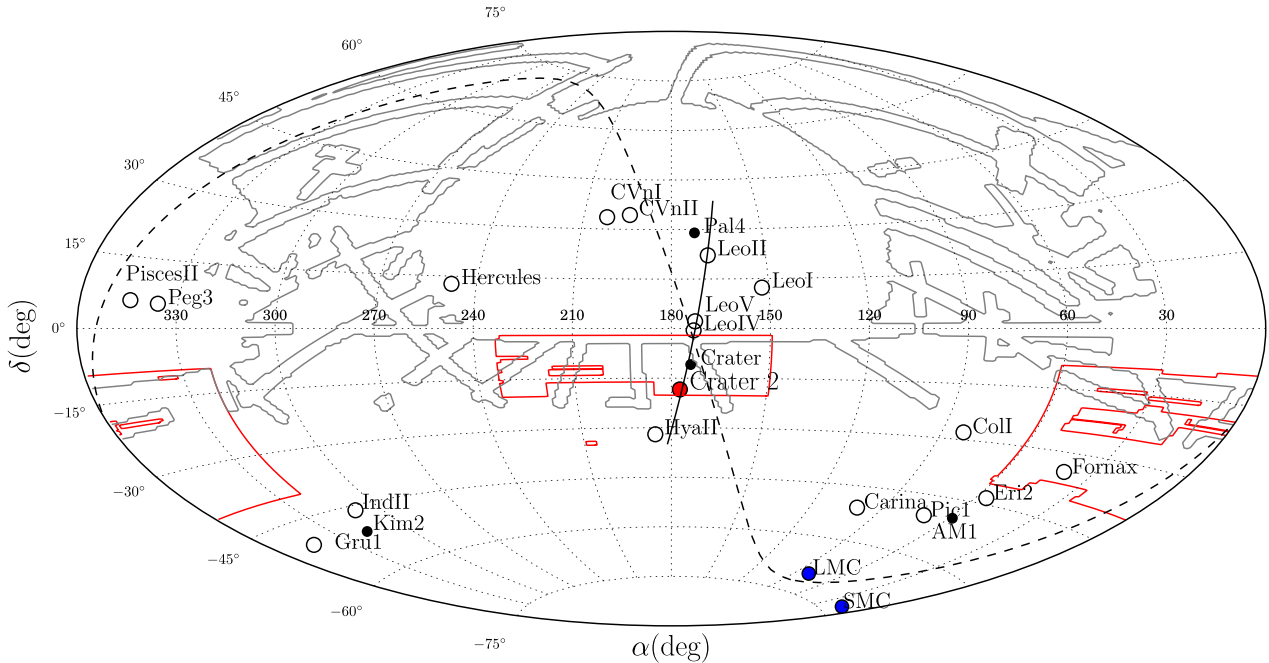 75°
60°
45°
30°
CVnI
CVnII
Pal4
15°
LeoII
PiscesII
Hercules
LeoI
Peg3
LeoV
330 300 270 240 210 180 150 120 90 60 30
LeoIV
0°
δ(deg)
Crater
Crater 2
−15°
HyaII
ColI
Fornax
−30°
Eri2
IndII
Carina
Pic1
Kim2
AM1
Gru1
−45°
LMC
SMC
−60°
−75°
α(deg)